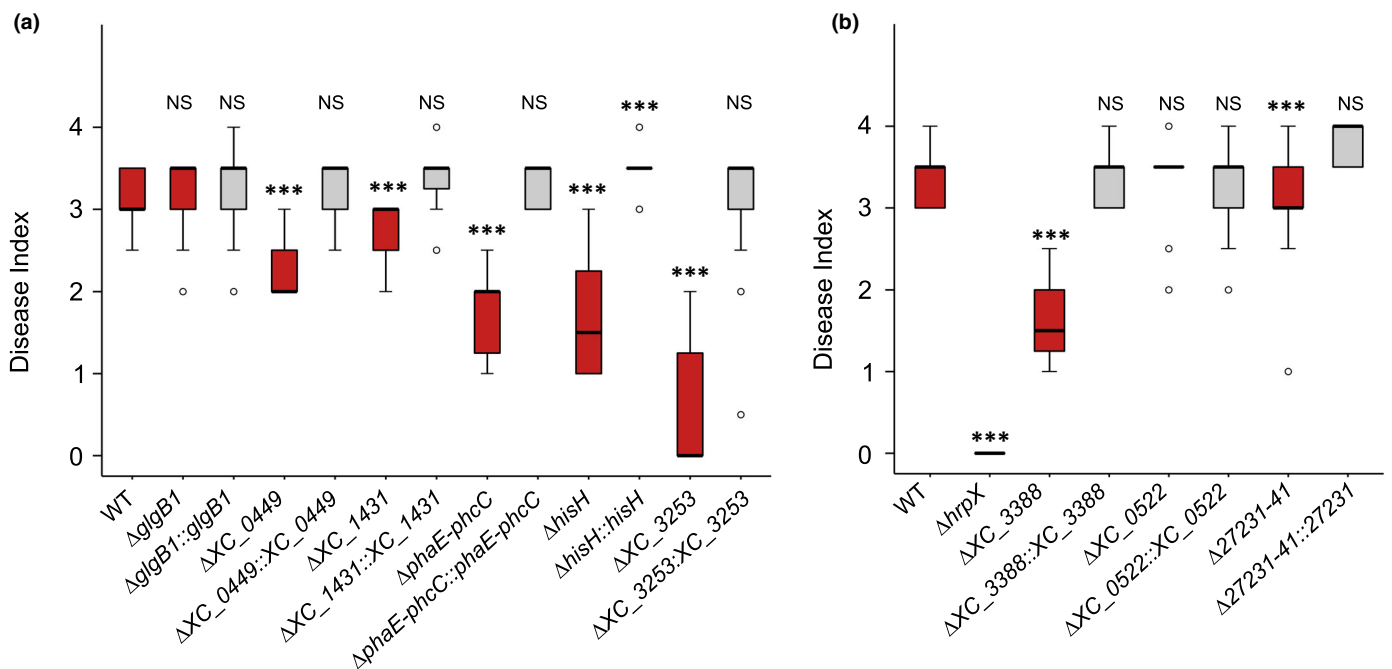 (a)
Disease Index
4
3
2
1
0
NS
NS
***
NS
***
NS
***
NS
***
***
***
NS
WT
ΔglgB1
ΔglgB1::glgB1
ΔXC_0449
ΔXC_0449::XC_0449
ΔXC_1431
ΔXC_1431::XC_1431
ΔphaE-phcC
ΔphaE-phcC::phaE-phcC
ΔhisH
ΔhisH::hisH
ΔXC_3253
ΔXC_3253:XC_3253
(b)
Disease Index
4
3
2
1
0
***
***
NS
NS
NS
***
NS
WT
ΔhrpX
ΔXC_3388
ΔXC_3388::XC_3388
ΔXC_0522
ΔXC_0522::XC_0522
Δ27231-41
Δ27231-41::27231